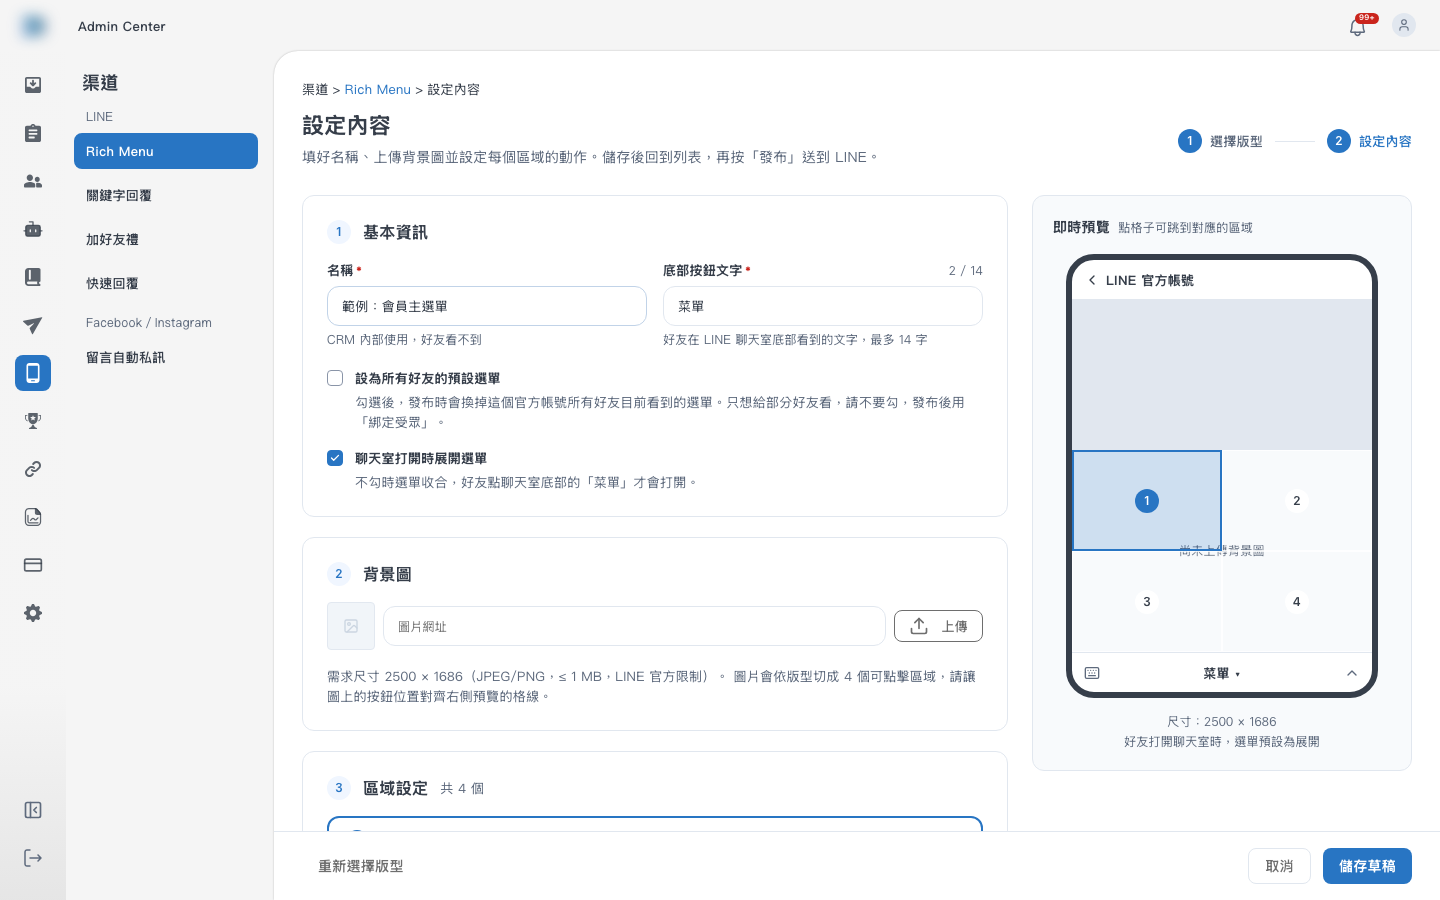 Admin Center
99+
渠道
LINE
Rich Menu
關鍵字回覆
加好友禮
快速回覆
Facebook / Instagram
留言自動私訊
渠道 > Rich Menu > 設定內容
設定內容
填好名稱、上傳背景圖並設定每個區域的動作。儲存後回到列表，再按「發布」送到 LINE。
1 選擇版型
2 設定內容
1 基本資訊
名稱*
範例：會員主選單
CRM 內部使用，好友看不到
底部按鈕文字*
2 / 14
菜單
好友在 LINE 聊天室底部看到的文字，最多 14 字
設為所有好友的預設選單
勾選後，發布時會換掉這個官方帳號所有好友目前看到的選單。只想給部分好友看，請不要勾，發布後用
「綁定受眾」。
聊天室打開時展開選單
不勾時選單收合，好友點聊天室底部的「菜單」才會打開。
2 背景圖
圖片網址
上傳
需求尺寸 2500 × 1686（JPEG/PNG，≤ 1 MB，LINE 官方限制）。 圖片會依版型切成 4 個可點擊區域，請讓
圖上的按鈕位置對齊右側預覽的格線。
3 區域設定 共 4 個
即時預覽 點格子可跳到對應的區域
LINE 官方帳號
1
2
尚未上傳背景圖
3
4
菜單 ▾
尺寸：2500 × 1686
好友打開聊天室時，選單預設為展開
重新選擇版型
取消
儲存草稿